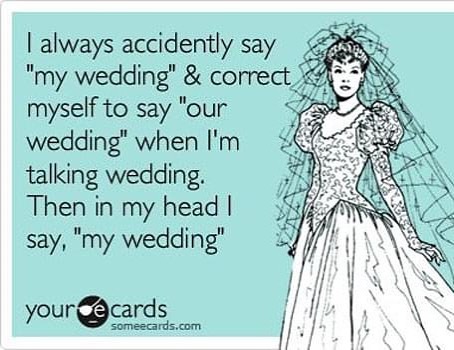 I always accidently say
"my wedding" & correct
myself to say "our
wedding" when I'm
talking wedding.
Then in my head I
say, "my wedding"
your e cards
someecards.com